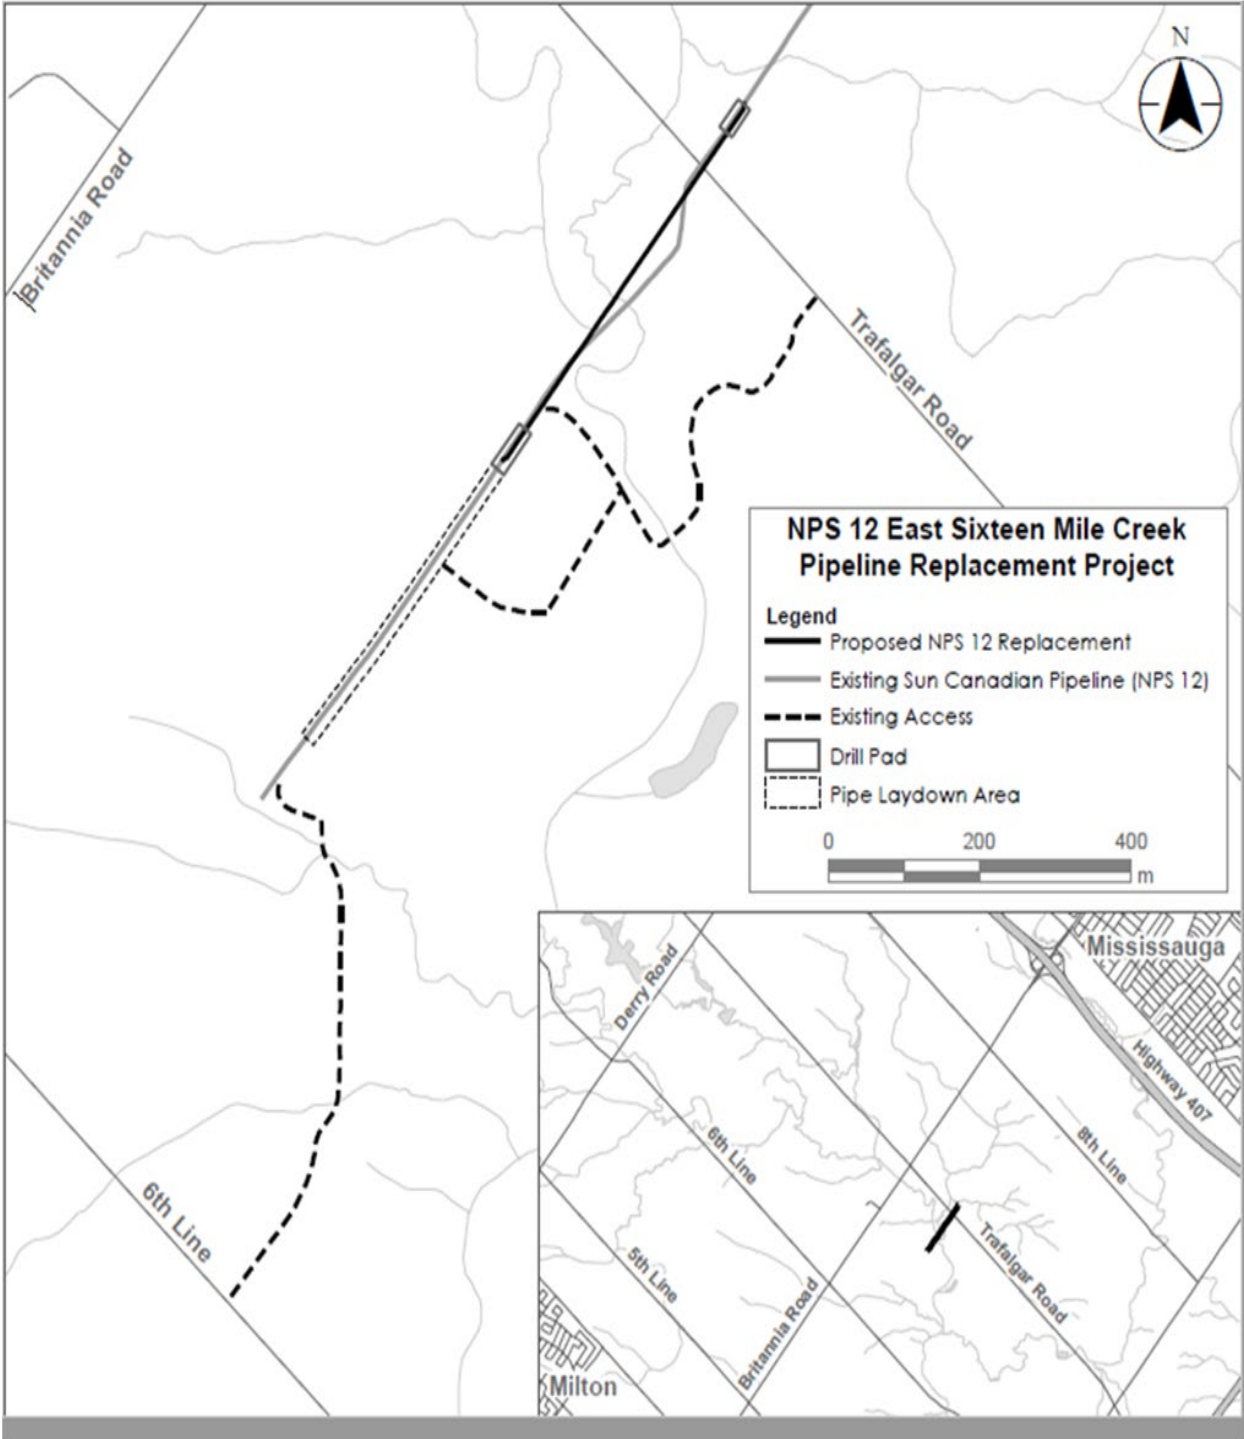 N
Britannia Road
Trafalgar Road
NPS 12 East Sixteen Mile Creek
Pipeline Replacement Project
Legend
Proposed NPS 12 Replacement
Existing Sun Canadian Pipeline (NPS 12)
Existing Access
Drill Pad
Pipe Laydown Area
0 200 400
m
6th Line
Mississauga
Derry Road
Highway 407
6th Line
8th Line
Trafalgar Road
5th Line
Britannia Road
Milton